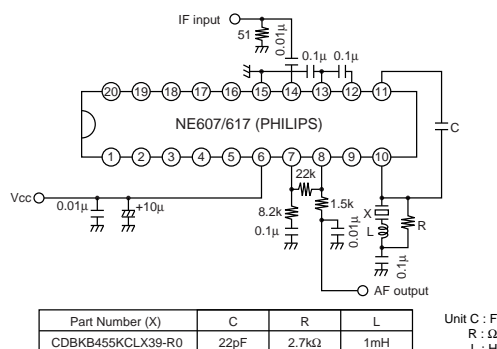 IF input
51
0.01µ
0.1µ 0.1µ
20 19 18 17 16 15 14 13 12 11
NE607/617 (PHILIPS)
C
1 2 3 4 5 6 7 8 9 10
22k
Vcc
0.01µ
+10µ
8.2k
0.1µ
1.5k
0.01µ
X
L
R
0.1µ
AF output
Part Number (X) C R L
CDBKB455KCLX39-R0 22pF 2.7kΩ 1mH
Unit C : F
R : Ω
L : H